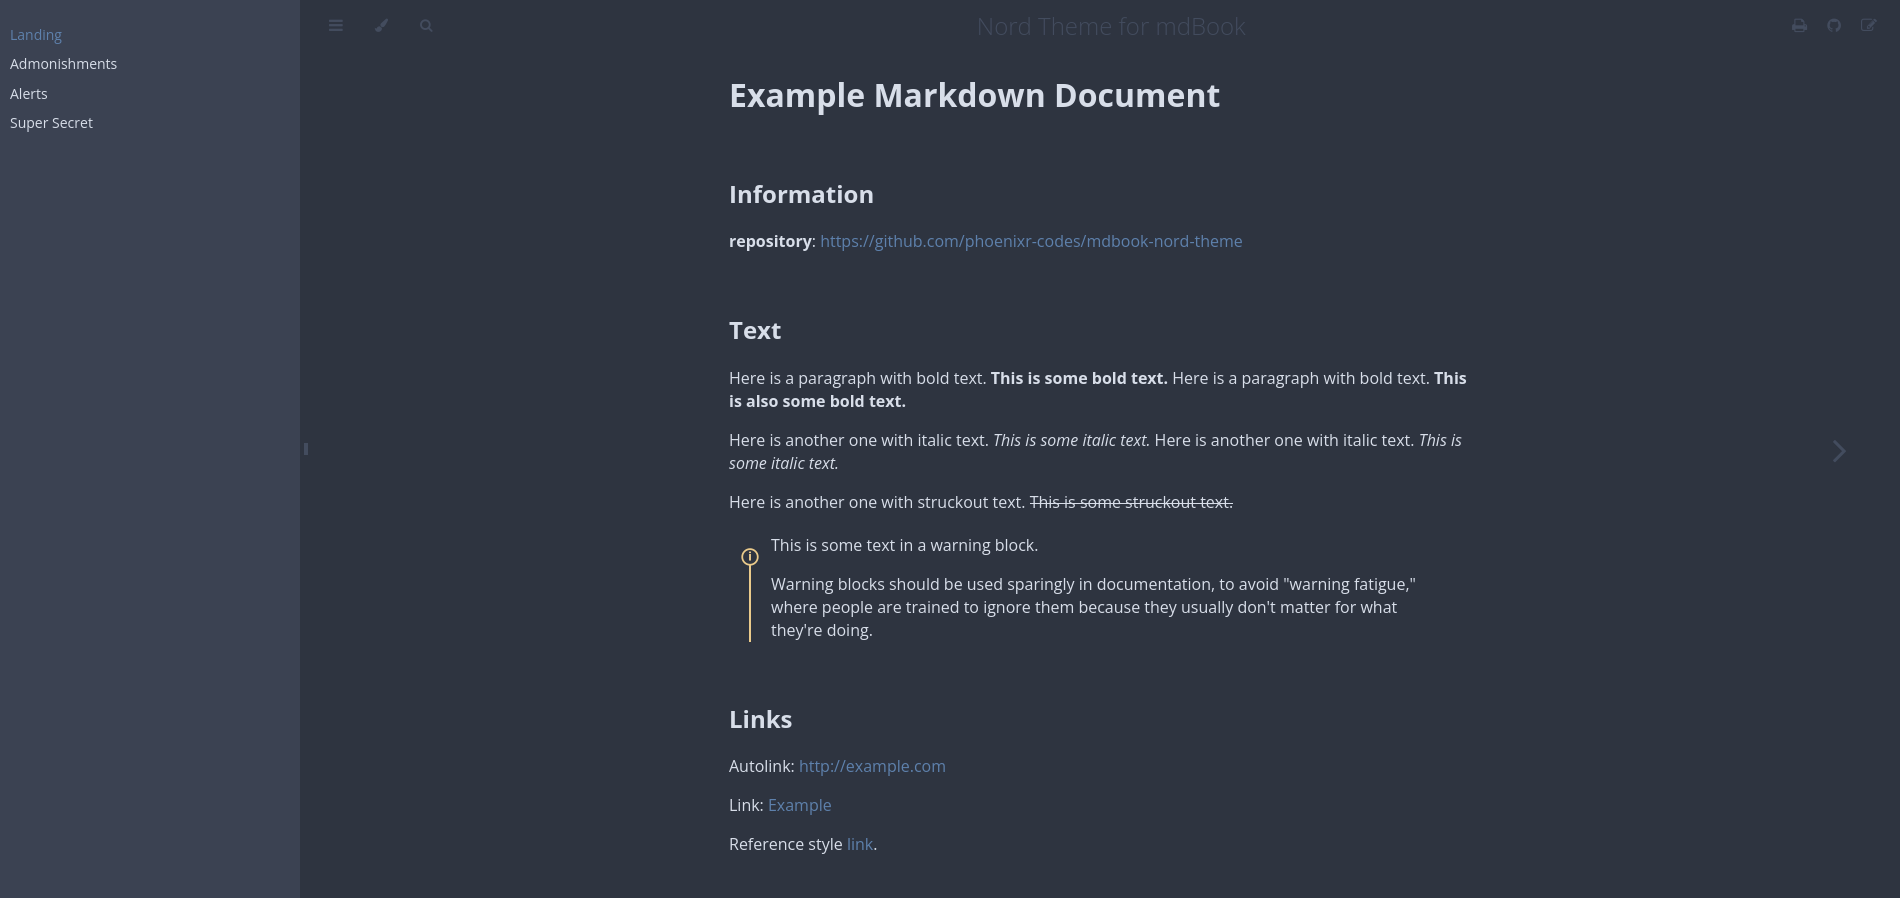 Landing
Admonishments
Alerts
Super Secret
Nord Theme for mdBook
Example Markdown Document
Information
repository: https://github.com/phoenixr-codes/mdbook-nord-theme
Text
Here is a paragraph with bold text. This is some bold text. Here is a paragraph with bold text. This
is also some bold text.
Here is another one with italic text. This is some italic text. Here is another one with italic text. This is
some italic text.
Here is another one with struckout text. This is some struckout text.
This is some text in a warning block.
Warning blocks should be used sparingly in documentation, to avoid "warning fatigue,"
where people are trained to ignore them because they usually don't matter for what
they're doing.
Links
Autolink: http://example.com
Link: Example
Reference style link.